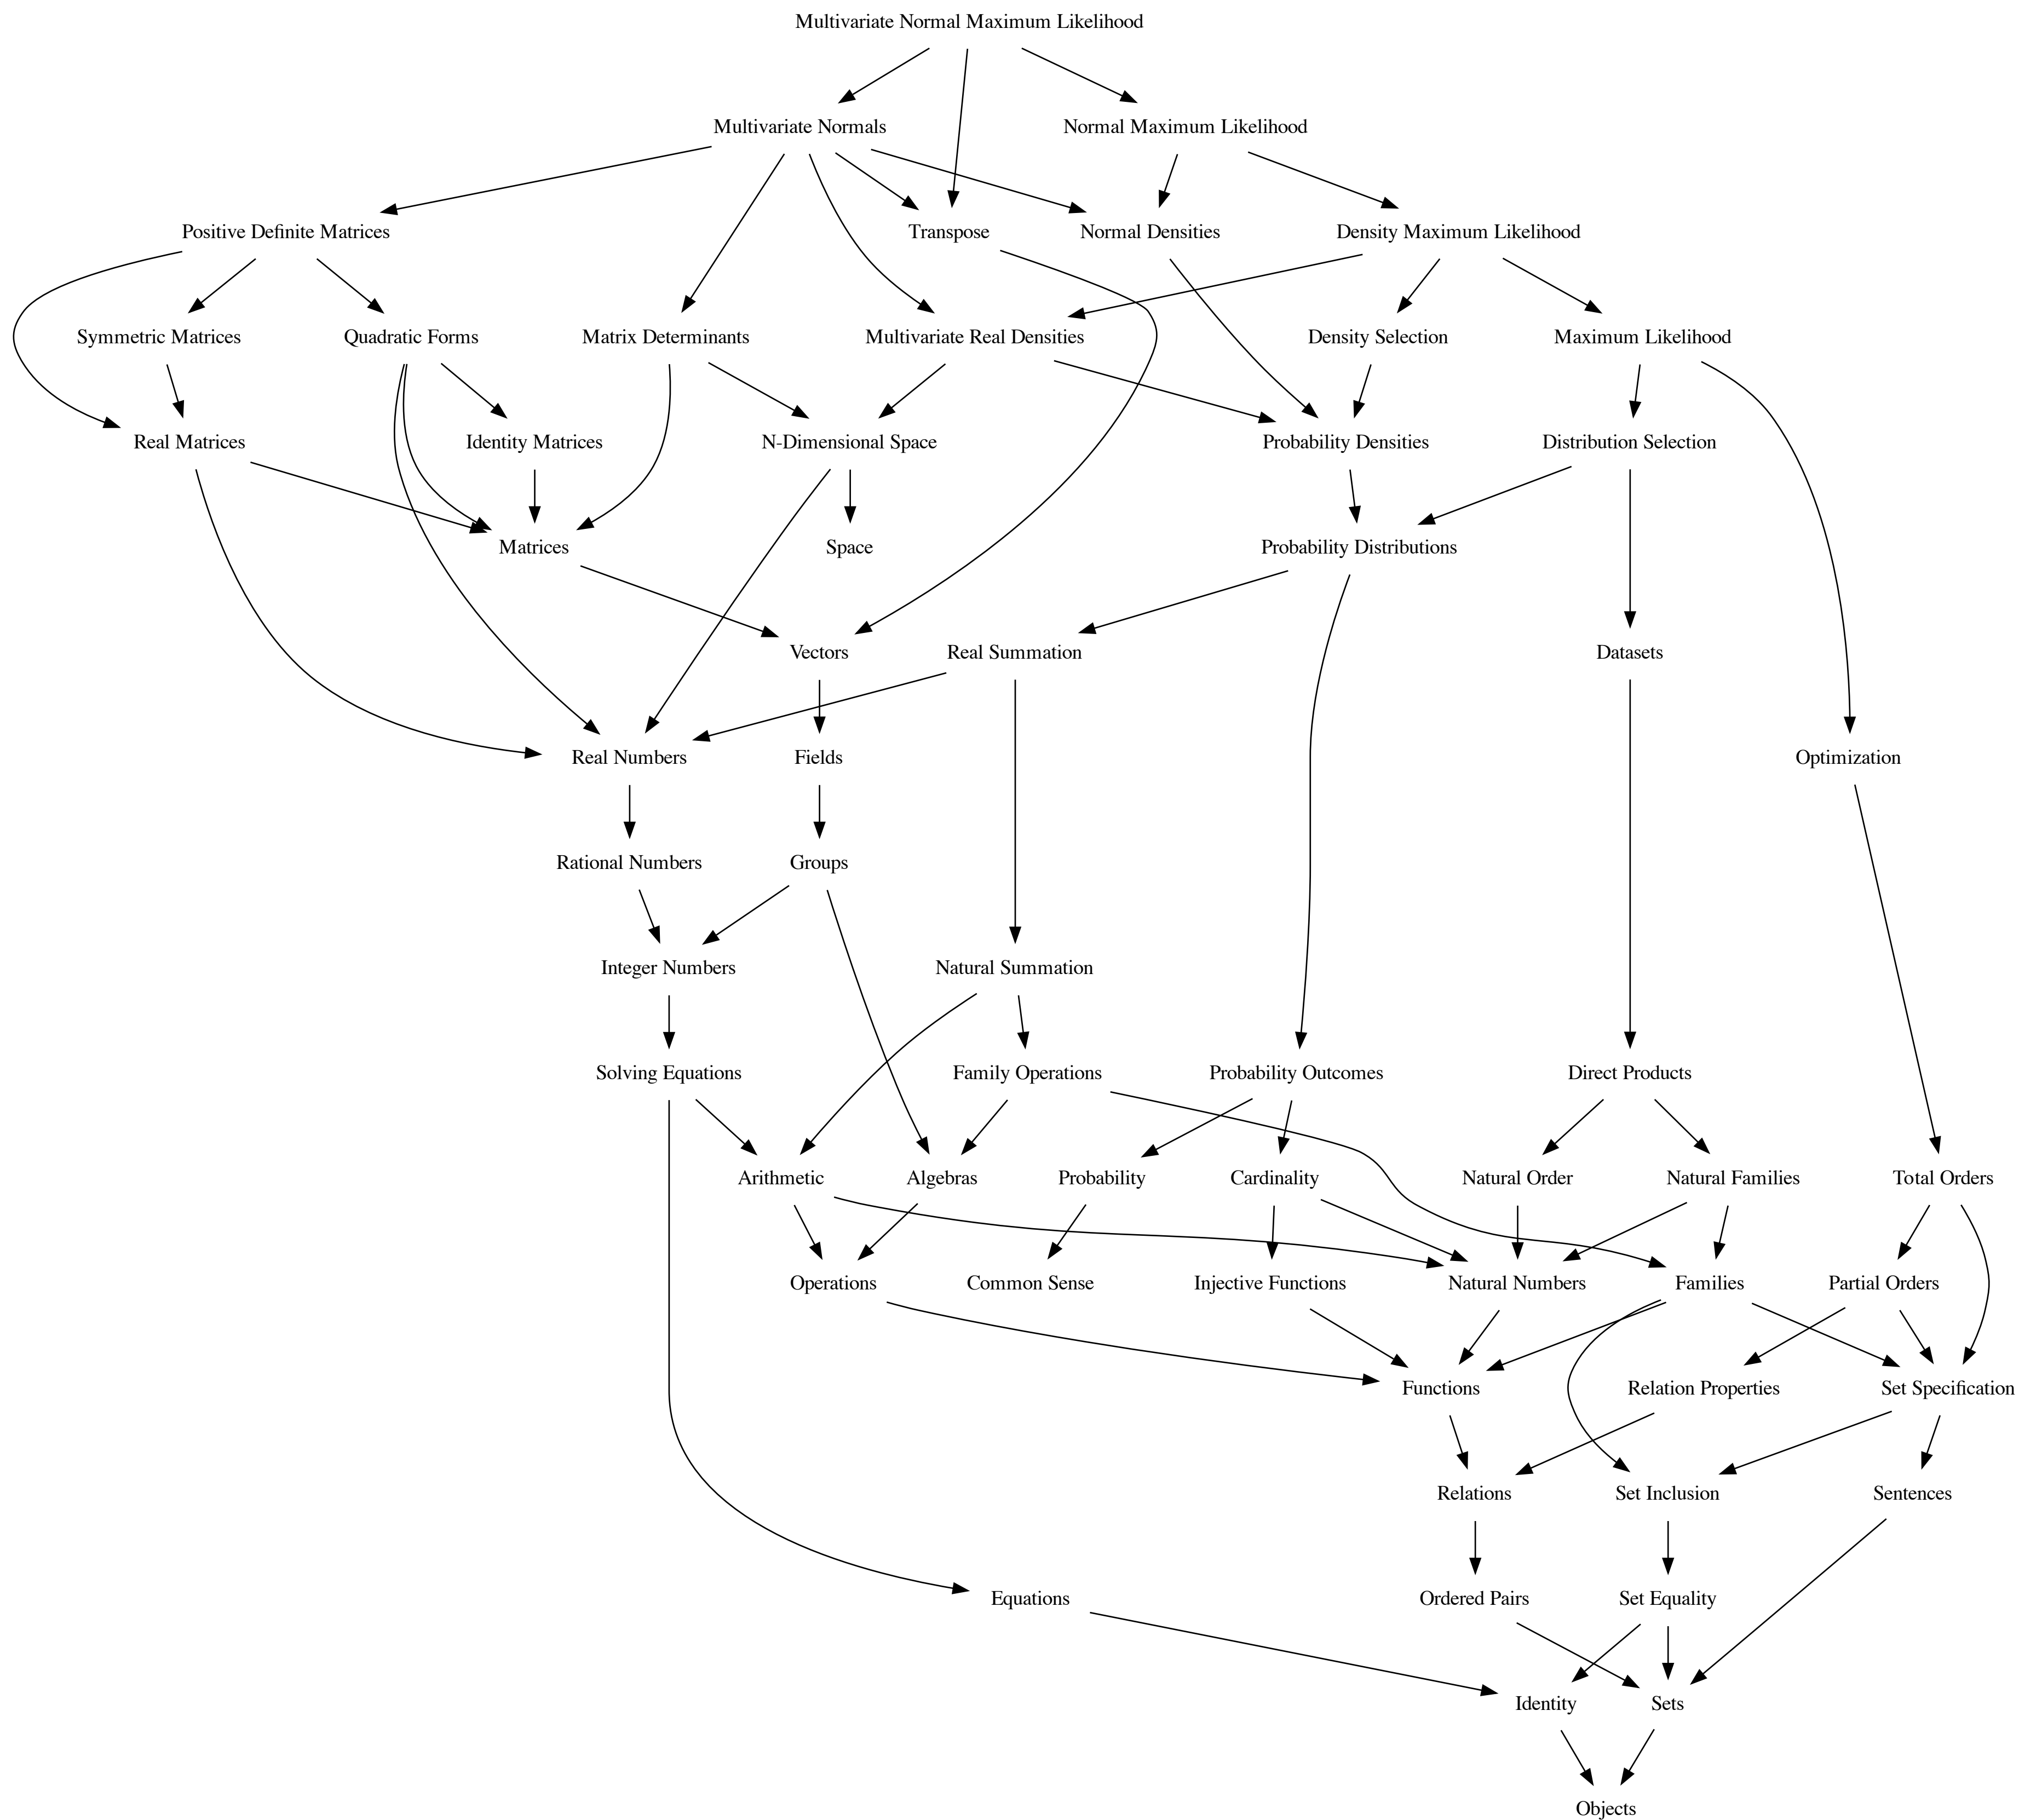 Multivariate Normal Maximum Likelihood
Multivariate Normals
Normal Maximum Likelihood
Positive Definite Matrices
Transpose
Normal Densities
Density Maximum Likelihood
Symmetric Matrices
Quadratic Forms
Matrix Determinants
Multivariate Real Densities
Density Selection
Maximum Likelihood
Real Matrices
Identity Matrices
N-Dimensional Space
Probability Densities
Distribution Selection
Matrices
Space
Probability Distributions
Vectors
Real Summation
Datasets
Real Numbers
Fields
Optimization
Rational Numbers
Groups
Integer Numbers
Natural Summation
Solving Equations
Family Operations
Probability Outcomes
Direct Products
Arithmetic
Algebras
Probability
Cardinality
Natural Order
Natural Families
Total Orders
Operations
Common Sense
Injective Functions
Natural Numbers
Families
Partial Orders
Functions
Relation Properties
Set Specification
Relations
Set Inclusion
Sentences
Equations
Ordered Pairs
Set Equality
Identity
Sets
Objects